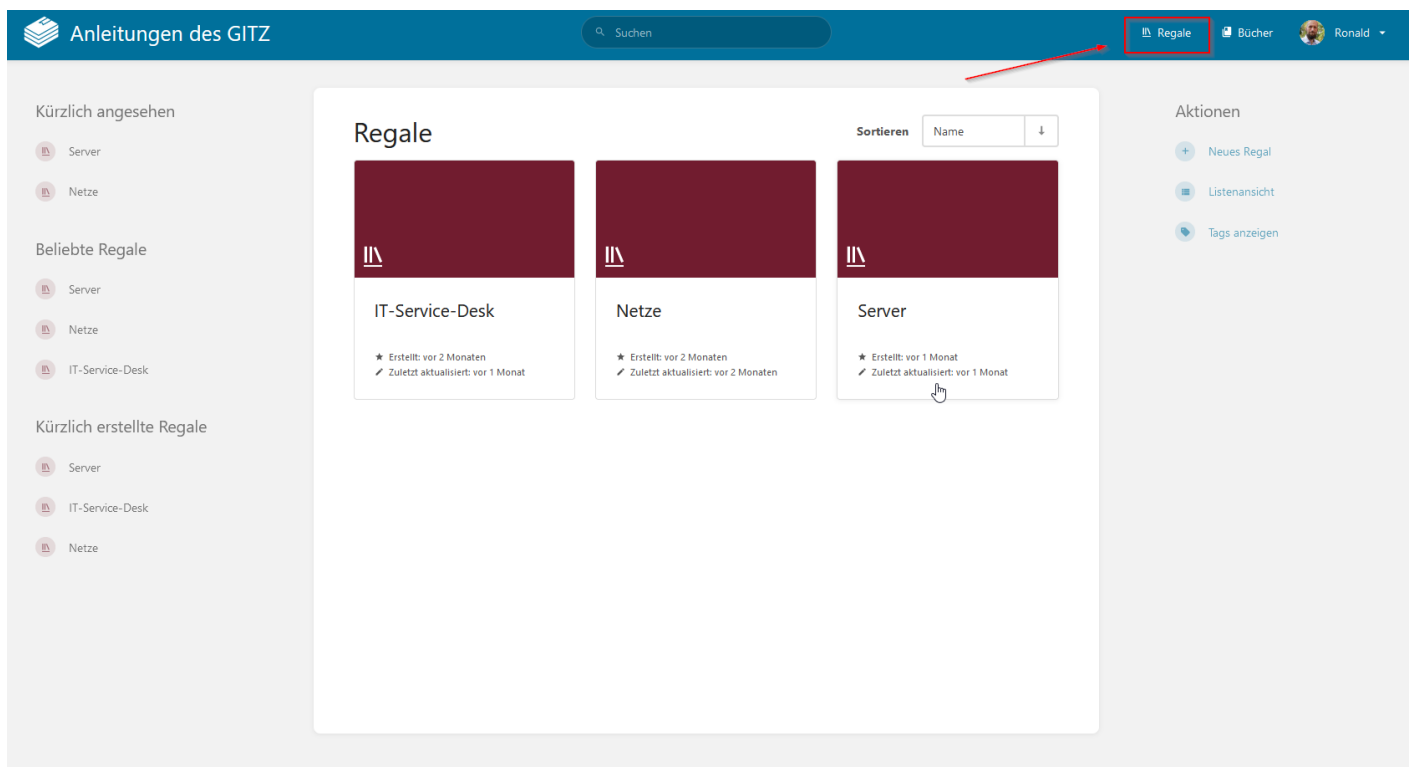 Anleitungen des GITZ
Suchen
Regale
Bücher
Ronald
Kürzlich angesehen
Server
Netze
Beliebte Regale
Server
Netze
IT-Service-Desk
Kürzlich erstellte Regale
Server
IT-Service-Desk
Netze
Regale
Sortieren
Name
IT-Service-Desk
Erstellt: vor 2 Monaten
Zuletzt aktualisiert: vor 1 Monat
Netze
Erstellt: vor 2 Monaten
Zuletzt aktualisiert: vor 2 Monaten
Server
Erstellt: vor 1 Monat
Zuletzt aktualisiert: vor 1 Monat
Aktionen
Neues Regal
Listenansicht
Tags anzeigen